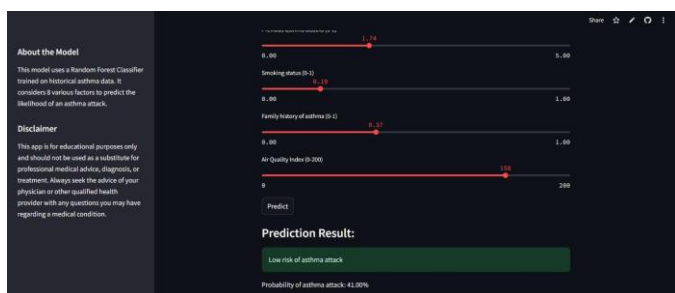 Share
About the Model
This model uses a Random Forest Classifier
trained on historical asthma data. It
considers 8 various factors to predict the
likelihood of an asthma attack.
Disclaimer
This app is for educational purposes only
and should not be used as a substitute for
professional medical advice, diagnosis, or
treatment. Always seek the advice of your
physician or other qualified health
provider with any questions you may have
regarding a medical condition.
1.74
0.00 5.00
Smoking status (0-1)
0.19
0.00 1.00
Family history of asthma (0-1)
0.37
0.00 1.00
Air Quality Index (0-200)
158
0 200
Predict
Prediction Result:
Low risk of asthma attack
Probability of asthma attack: 41.00%